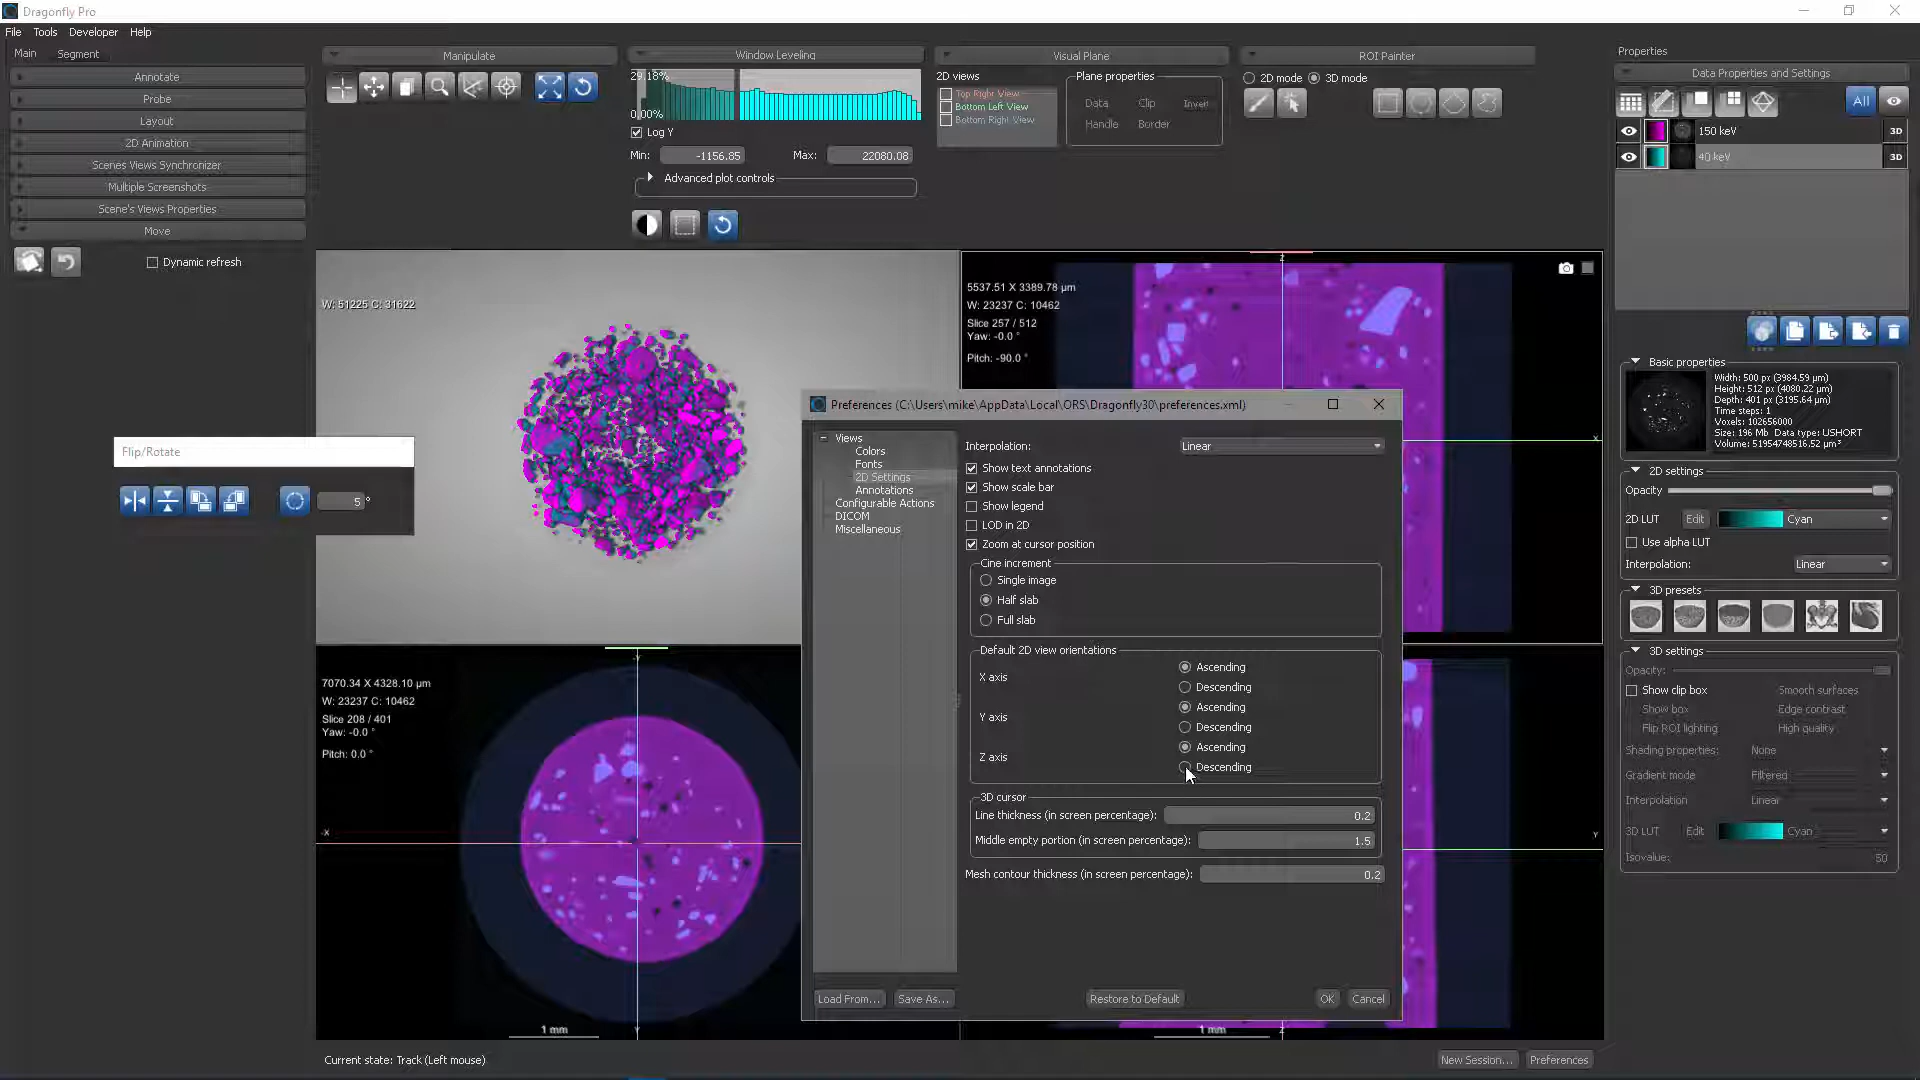 Dragonfly Pro
File Tools Developer Help
Main Segment
Annotate
Probe
Layout
2D Animation
Scenes Views Synchronizer
Multiple Screenshots
Scene's Views Properties
Move
Dynamic refresh
Flip/Rotate
5 °
Manipulate
Window Leveling
29.18%
0.00%
Log Y
Min: -1156.85 Max: 22080.08
Advanced plot controls
Visual Plane
2D views
Top Right View
Bottom Left View
Bottom Right View
Plane properties
Data Clip Invert
Handle Border
ROI Painter
2D mode 3D mode
W: 51225 C: 31622
5537.51 X 3389.78 µm
W: 23237 C: 10462
Slice 257 / 512
Yaw: -0.0 °
Pitch: -90.0 °
Z
X
7070.34 X 4328.10 µm
W: 23237 C: 10462
Slice 208 / 401
Yaw: -0.0 °
Pitch: 0.0 °
-Y
-X
Y
1 mm
Y
1 mm
Z
Preferences (C:\Users\mike\AppData\Local\ORS\Dragonfly30\preferences.xml)
Views
Colors
Fonts
2D Settings
Annotations
Configurable Actions
DICOM
Miscellaneous
Interpolation: Linear
Show text annotations
Show scale bar
Show legend
LOD in 2D
Zoom at cursor position
Cine increment
Single image
Half slab
Full slab
Default 2D view orientations
X axis
Ascending
Descending
Y axis
Ascending
Descending
Z axis
Ascending
Descending
3D cursor
Line thickness (in screen percentage): 0.2
Middle empty portion (in screen percentage): 1.5
Mesh contour thickness (in screen percentage): 0.2
Load From... Save As... Restore to Default OK Cancel
Properties
Data Properties and Settings
All
150 keV 3D
40 keV 3D
Basic properties
Width: 500 px (3984.59 µm)
Height: 512 px (4080.22 µm)
Depth: 401 px (3195.64 µm)
Time steps: 1
Voxels: 102656000
Size: 196 Mb Data type: USHORT
Volume: 51954748516.52 µm³
2D settings
Opacity
2D LUT Edit Cyan
Use alpha LUT
Interpolation: Linear
3D presets
3D settings
Opacity:
Show clip box Smooth surfaces
Show box Edge contrast
Flip ROI lighting High quality
Shading properties: None
Gradient mode Filtered
Interpolation Linear
3D LUT Edit Cyan
Isovalue: 50
Current state: Track (Left mouse)
New Session... Preferences